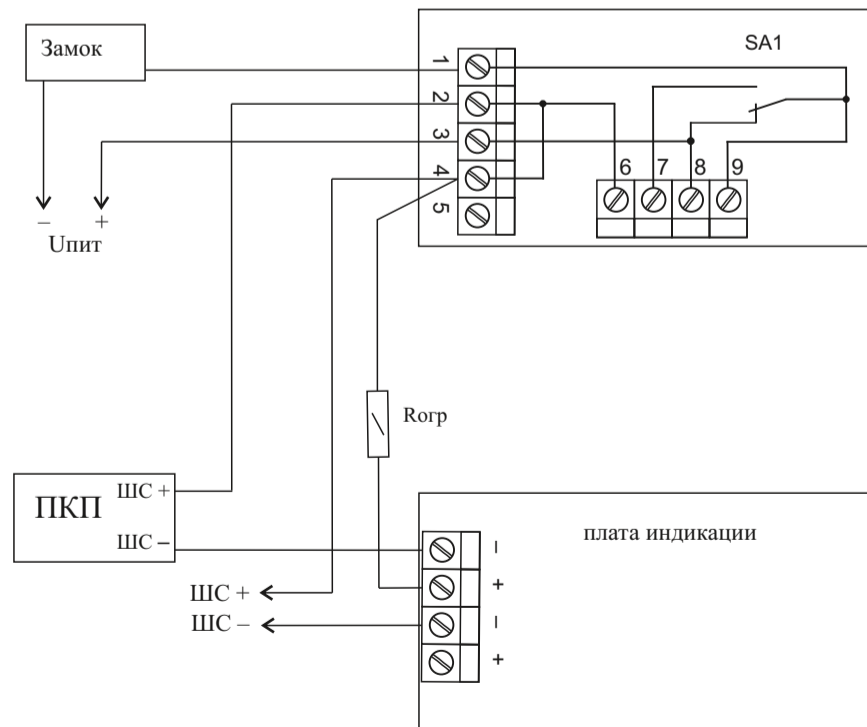 Замок
SA1
1
2
3
4
5
6 7 8 9
– +
Uпит
Rогр
ПКП
ШС +
ШС –
плата индикации
–
+
–
+
ШС +
ШС –